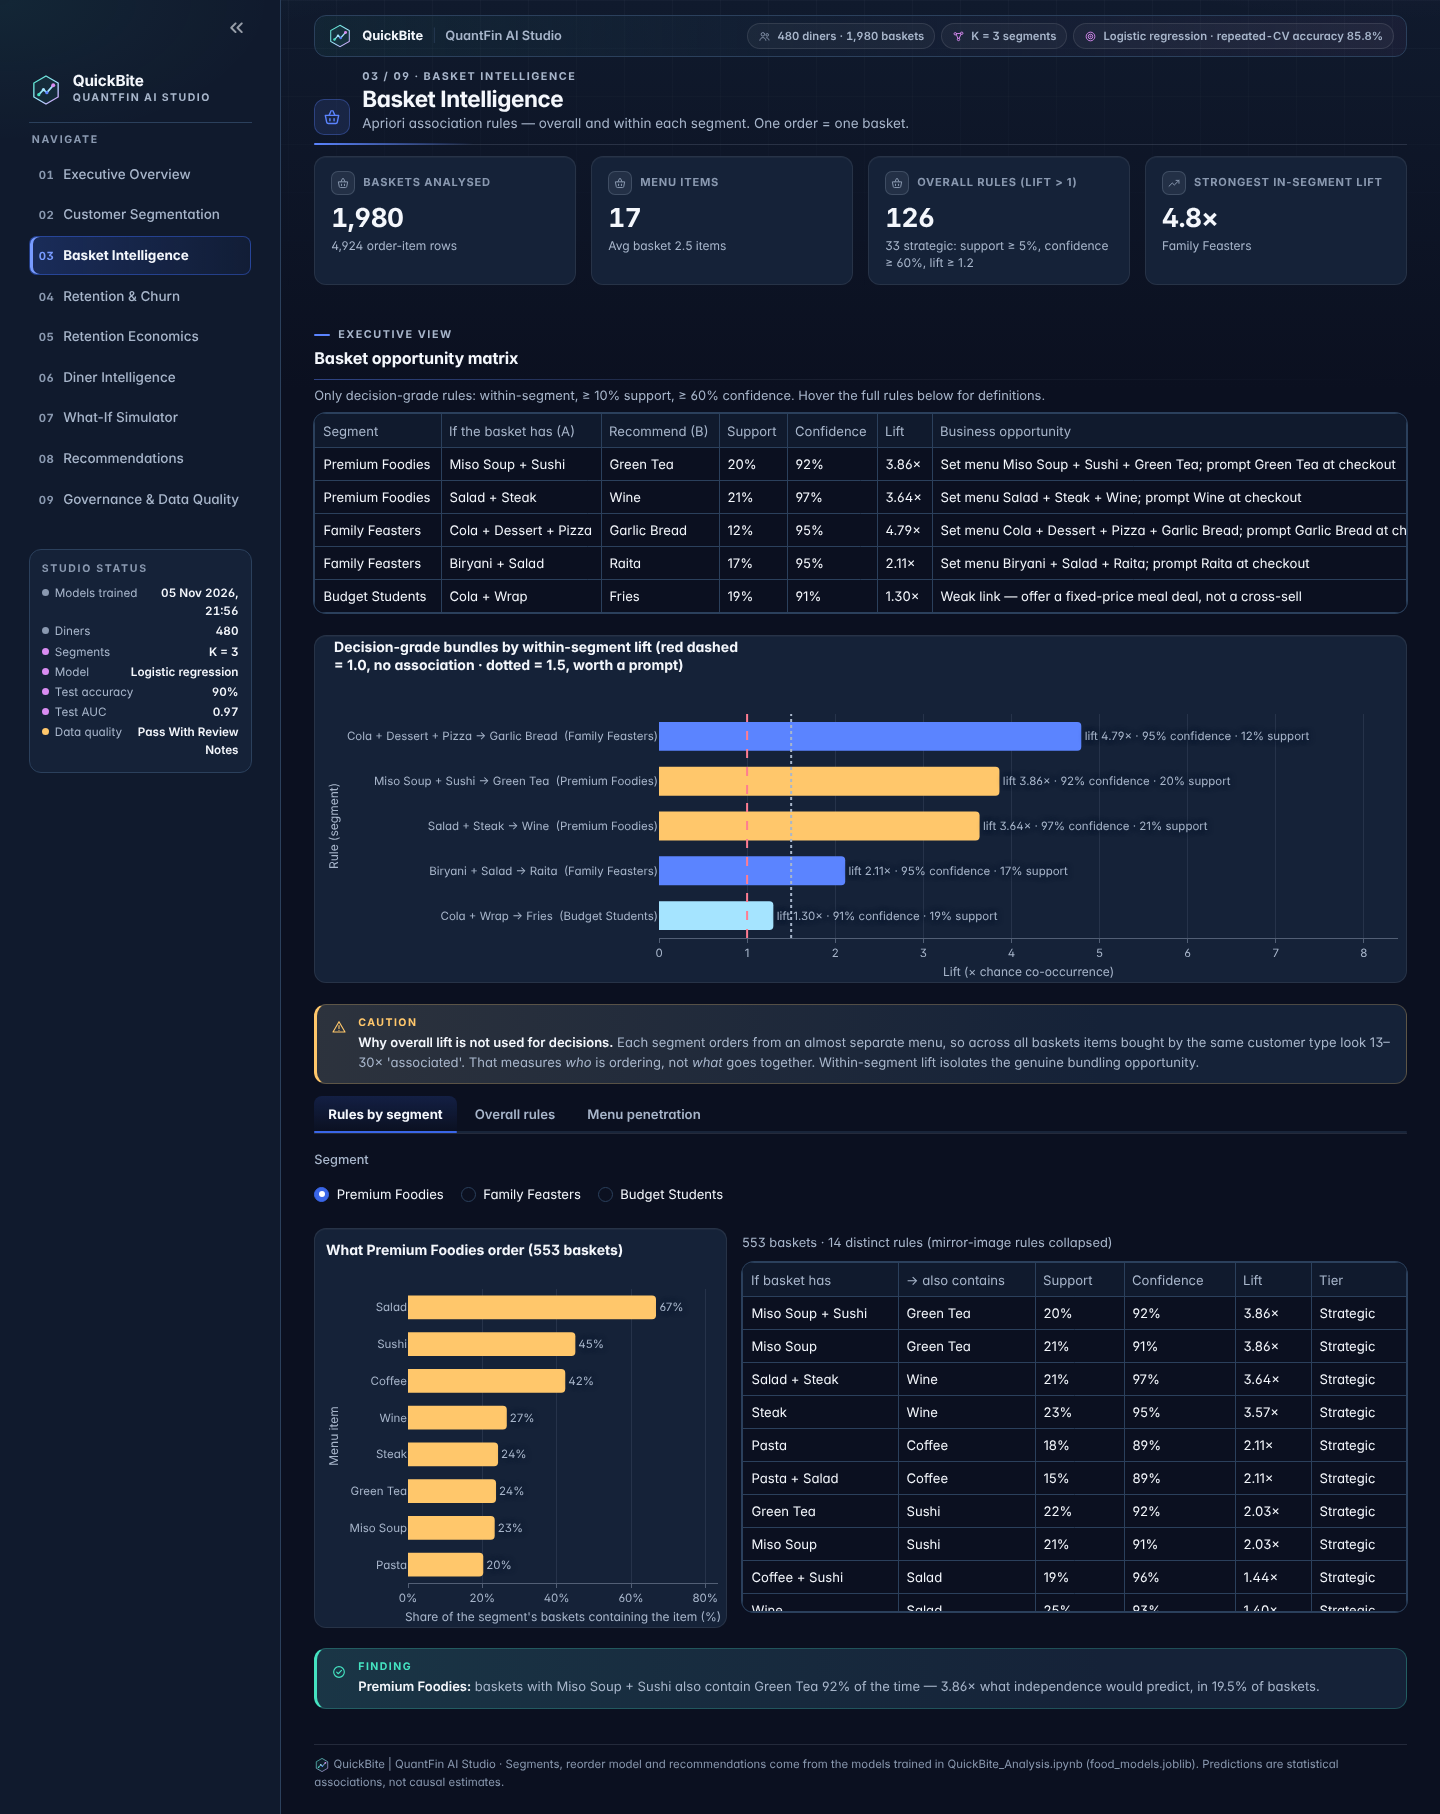 QuickBite
QUANTFIN AI STUDIO
NAVIGATE
01 Executive Overview
02 Customer Segmentation
03 Basket Intelligence
04 Retention & Churn
05 Retention Economics
06 Diner Intelligence
07 What-If Simulator
08 Recommendations
09 Governance & Data Quality
STUDIO STATUS
Models trained 05 Nov 2026,
21:56
Diners 480
Segments K = 3
Model Logistic regression
Test accuracy 90%
Test AUC 0.97
Data quality Pass With Review
Notes
QuickBite QuantFin AI Studio
480 diners · 1,980 baskets
K = 3 segments
Logistic regression · repeated-CV accuracy 85.8%
03 / 09 · BASKET INTELLIGENCE
Basket Intelligence
Apriori association rules — overall and within each segment. One order = one basket.
BASKETS ANALYSED
1,980
4,924 order-item rows
MENU ITEMS
17
Avg basket 2.5 items
OVERALL RULES (LIFT > 1)
126
33 strategic: support ≥ 5%, confidence
≥ 60%, lift ≥ 1.2
STRONGEST IN-SEGMENT LIFT
4.8×
Family Feasters
EXECUTIVE VIEW
Basket opportunity matrix
Only decision-grade rules: within-segment, ≥ 10% support, ≥ 60% confidence. Hover the full rules below for definitions.
Segment If the basket has (A) Recommend (B) Support Confidence Lift Business opportunity
Premium Foodies Miso Soup + Sushi Green Tea 20% 92% 3.86× Set menu Miso Soup + Sushi + Green Tea; prompt Green Tea at checkout
Premium Foodies Salad + Steak Wine 21% 97% 3.64× Set menu Salad + Steak + Wine; prompt Wine at checkout
Family Feasters Cola + Dessert + Pizza Garlic Bread 12% 95% 4.79× Set menu Cola + Dessert + Pizza + Garlic Bread; prompt Garlic Bread at ch
Family Feasters Biryani + Salad Raita 17% 95% 2.11× Set menu Biryani + Salad + Raita; prompt Raita at checkout
Budget Students Cola + Wrap Fries 19% 91% 1.30× Weak link — offer a fixed-price meal deal, not a cross-sell
Decision-grade bundles by within-segment lift (red dashed
= 1.0, no association · dotted = 1.5, worth a prompt)
Rule (segment)
Cola + Dessert + Pizza → Garlic Bread (Family Feasters) lift 4.79× · 95% confidence · 12% support
Miso Soup + Sushi → Green Tea (Premium Foodies) lift 3.86× · 92% confidence · 20% support
Salad + Steak → Wine (Premium Foodies) lift 3.64× · 97% confidence · 21% support
Biryani + Salad → Raita (Family Feasters) lift 2.11× · 95% confidence · 17% support
Cola + Wrap → Fries (Budget Students) lift 1.30× · 91% confidence · 19% support
0 1 2 3 4 5 6 7 8
Lift (× chance co-occurrence)
CAUTION
Why overall lift is not used for decisions. Each segment orders from an almost separate menu, so across all baskets items bought by the same customer type look 13–
30× 'associated'. That measures who is ordering, not what goes together. Within-segment lift isolates the genuine bundling opportunity.
Rules by segment Overall rules Menu penetration
Segment
Premium Foodies Family Feasters Budget Students
What Premium Foodies order (553 baskets)
Menu item
Salad 67%
Sushi 45%
Coffee 42%
Wine 27%
Steak 24%
Green Tea 24%
Miso Soup 23%
Pasta 20%
0% 20% 40% 60% 80%
Share of the segment's baskets containing the item (%)
553 baskets · 14 distinct rules (mirror-image rules collapsed)
If basket has → also contains Support Confidence Lift Tier
Miso Soup + Sushi Green Tea 20% 92% 3.86× Strategic
Miso Soup Green Tea 21% 91% 3.86× Strategic
Salad + Steak Wine 21% 97% 3.64× Strategic
Steak Wine 23% 95% 3.57× Strategic
Pasta Coffee 18% 89% 2.11× Strategic
Pasta + Salad Coffee 15% 89% 2.11× Strategic
Green Tea Sushi 22% 92% 2.03× Strategic
Miso Soup Sushi 21% 91% 2.03× Strategic
Coffee + Sushi Salad 19% 96% 1.44× Strategic
Wine Salad 25% 93% 1.40× Strategic
FINDING
Premium Foodies: baskets with Miso Soup + Sushi also contain Green Tea 92% of the time — 3.86× what independence would predict, in 19.5% of baskets.
QuickBite | QuantFin AI Studio · Segments, reorder model and recommendations come from the models trained in QuickBite_Analysis.ipynb (food_models.joblib). Predictions are statistical
associations, not causal estimates.